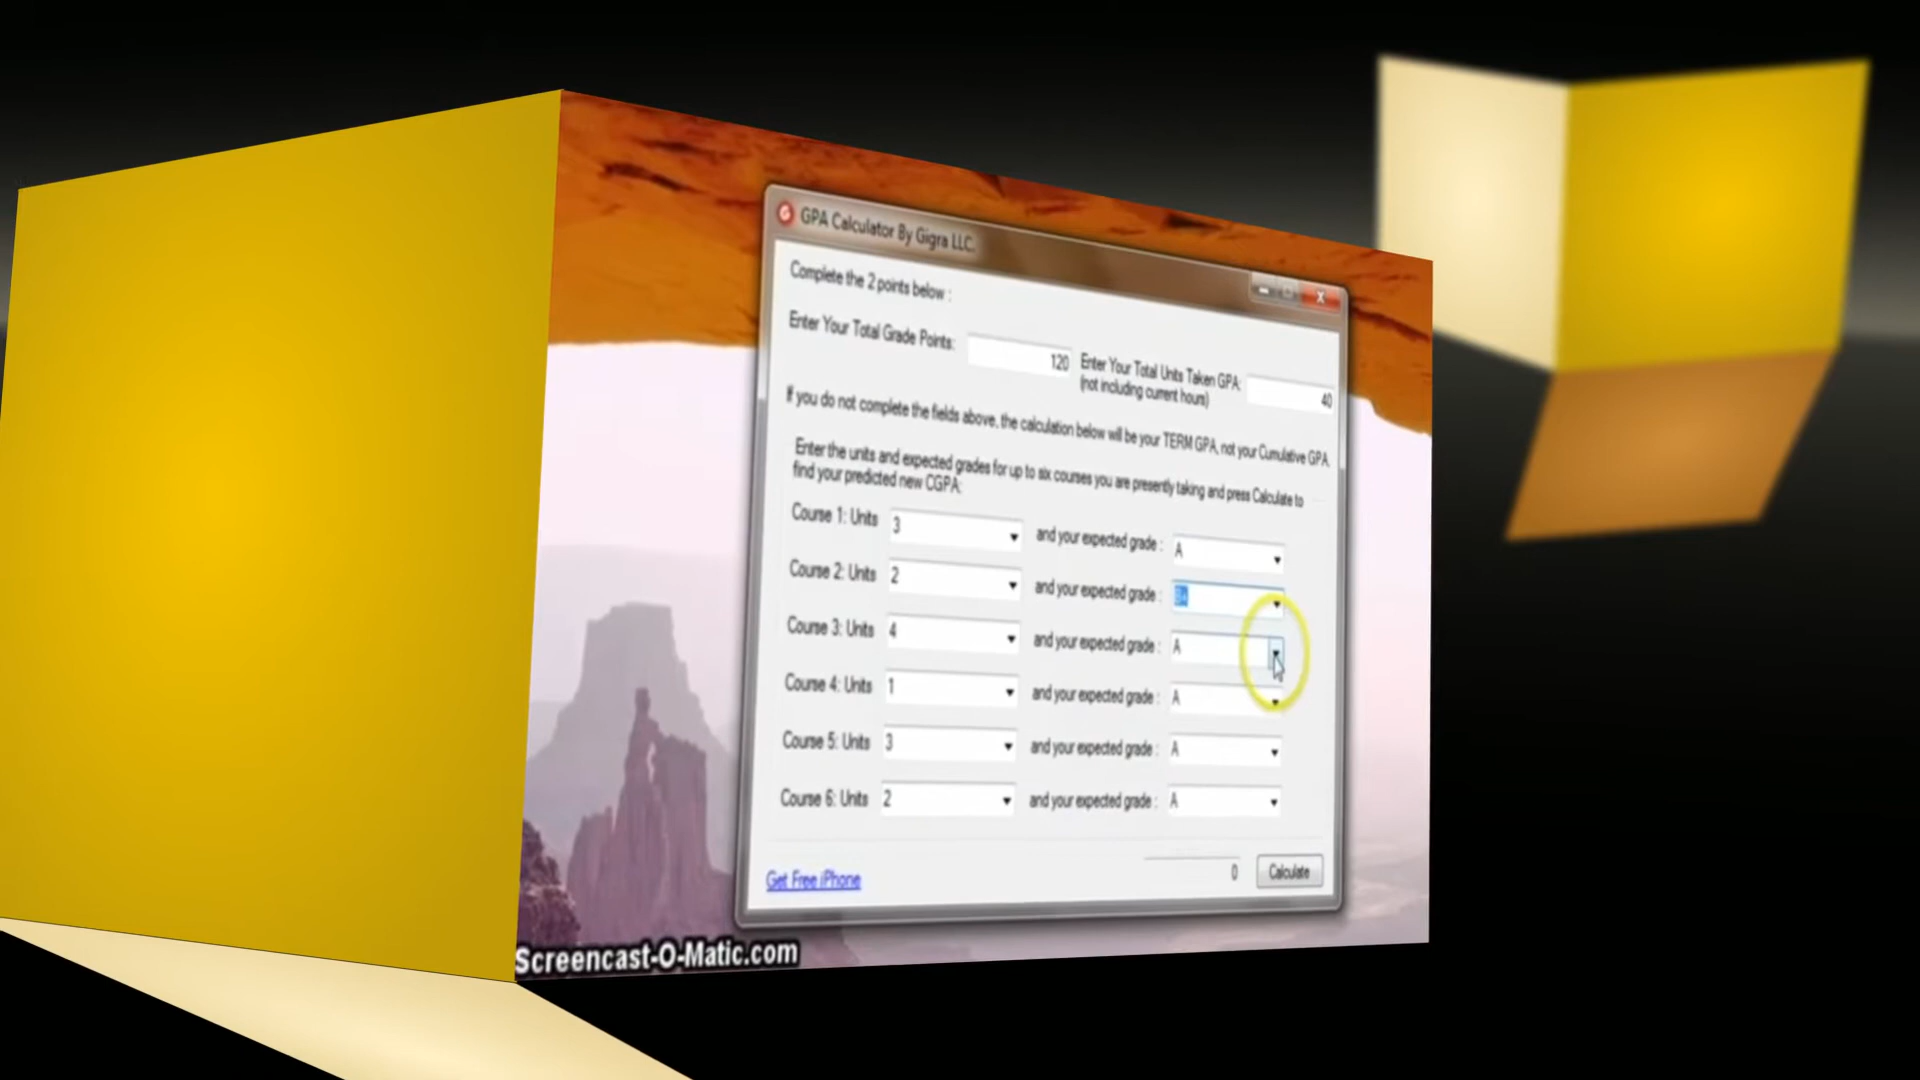 GPA Calculator By Gigra LLC.
Complete the 2 points below :
Enter Your Total Grade Points: 120 Enter Your Total Units Taken GPA: 40
(not including current hours)
If you do not complete the fields above, the calculation below will be your TERM GPA, not your Cumulative GPA.
Enter the units and expected grades for up to six courses you are presently taking and press Calculate to
find your predicted new CGPA:
Course 1: Units 3 and your expected grade : A
Course 2: Units 2 and your expected grade : B+
Course 3: Units 4 and your expected grade : A
Course 4: Units 1 and your expected grade : A
Course 5: Units 3 and your expected grade : A
Course 6: Units 2 and your expected grade : A
Get Free iPhone 0 Calculate
Screencast-O-Matic.com